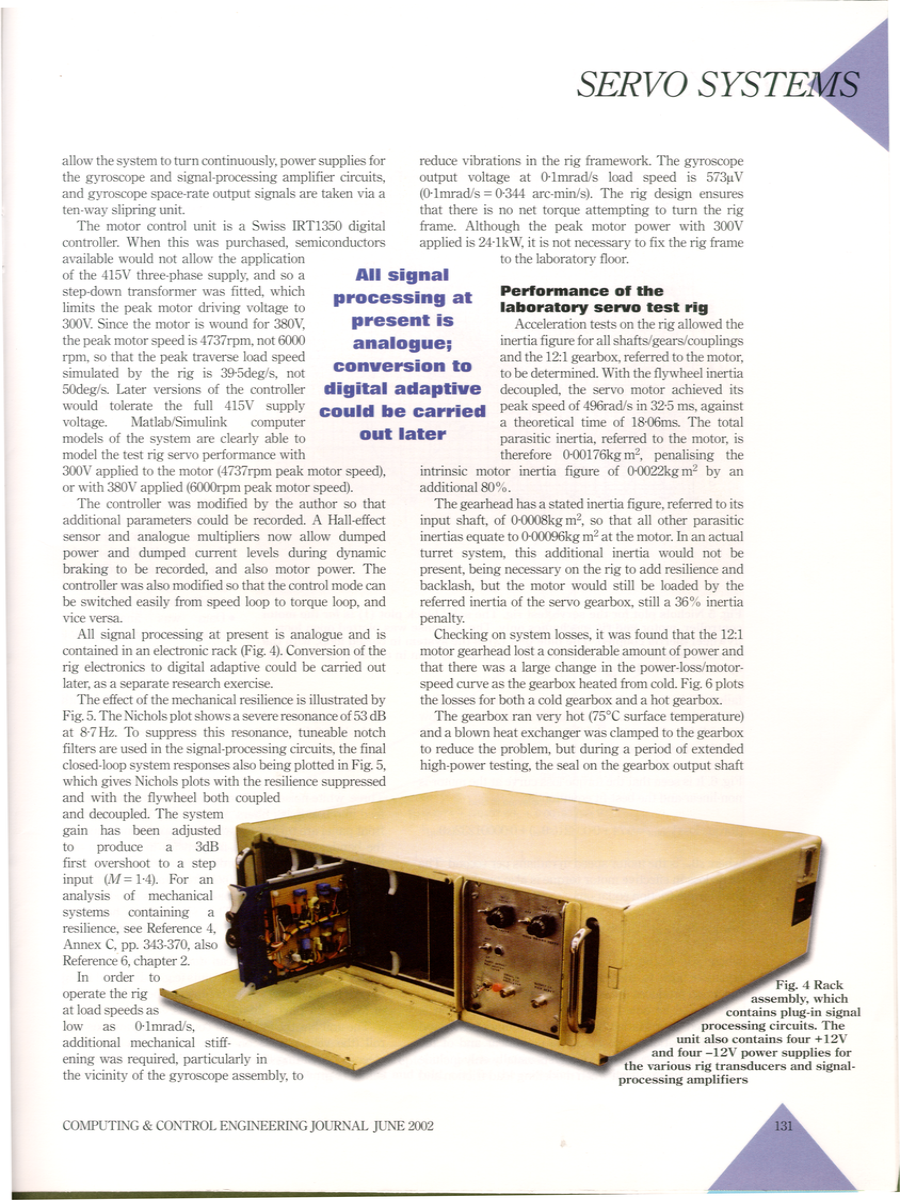 SERVO SYSTEMS
allow the system to turn continuously, power supplies for
the gyroscope and signal-processing amplifier circuits,
and gyroscope space-rate output signals are taken via a
ten-way slipring unit.
The motor control unit is a Swiss IRT1350 digital
controller. When this was purchased, semiconductors
available would not allow the application
of the 415V three-phase supply, and so a
step-down transformer was fitted, which
limits the peak motor driving voltage to
300V. Since the motor is wound for 380V,
the peak motor speed is 4737rpm, not 6000
rpm, so that the peak traverse load speed
simulated by the rig is 39·5deg/s, not
50deg/s. Later versions of the controller
would tolerate the full 415V supply
voltage. Matlab/Simulink computer
models of the system are clearly able to
model the test rig servo performance with
300V applied to the motor (4737rpm peak motor speed),
or with 380V applied (6000rpm peak motor speed).
The controller was modified by the author so that
additional parameters could be recorded. A Hall-effect
sensor and analogue multipliers now allow dumped
power and dumped current levels during dynamic
braking to be recorded, and also motor power. The
controller was also modified so that the control mode can
be switched easily from speed loop to torque loop, and
vice versa.
All signal processing at present is analogue and is
contained in an electronic rack (Fig. 4). Conversion of the
rig electronics to digital adaptive could be carried out
later, as a separate research exercise.
The effect of the mechanical resilience is illustrated by
Fig. 5. The Nichols plot shows a severe resonance of 53 dB
at 8·7 Hz. To suppress this resonance, tuneable notch
filters are used in the signal-processing circuits, the final
closed-loop system responses also being plotted in Fig. 5,
which gives Nichols plots with the resilience suppressed
and with the flywheel both coupled
and decoupled. The system
gain has been adjusted
to produce a 3dB
first overshoot to a step
input (M = 1·4). For an
analysis of mechanical
systems containing a
resilience, see Reference 4,
Annex C, pp. 343-370, also
Reference 6, chapter 2.
In order to
operate the rig
at load speeds as
low as 0·1mrad/s,
additional mechanical stiff-
ening was required, particularly in
the vicinity of the gyroscope assembly, to
All signal
processing at
present is
analogue;
conversion to
digital adaptive
could be carried
out later
reduce vibrations in the rig framework. The gyroscope
output voltage at 0·1mrad/s load speed is 573µV
(0·1mrad/s = 0·344 arc-min/s). The rig design ensures
that there is no net torque attempting to turn the rig
frame. Although the peak motor power with 300V
applied is 24·1kW, it is not necessary to fix the rig frame
to the laboratory floor.
Performance of the
laboratory servo test rig
Acceleration tests on the rig allowed the
inertia figure for all shafts/gears/couplings
and the 12:1 gearbox, referred to the motor,
to be determined. With the flywheel inertia
decoupled, the servo motor achieved its
peak speed of 496rad/s in 32·5 ms, against
a theoretical time of 18·06ms. The total
parasitic inertia, referred to the motor, is
therefore 0·00176kg m², penalising the
intrinsic motor inertia figure of 0·0022kg m² by an
additional 80%.
The gearhead has a stated inertia figure, referred to its
input shaft, of 0·0008kg m², so that all other parasitic
inertias equate to 0·00096kg m² at the motor. In an actual
turret system, this additional inertia would not be
present, being necessary on the rig to add resilience and
backlash, but the motor would still be loaded by the
referred inertia of the servo gearbox, still a 36% inertia
penalty.
Checking on system losses, it was found that the 12:1
motor gearhead lost a considerable amount of power and
that there was a large change in the power-loss/motor-
speed curve as the gearbox heated from cold. Fig. 6 plots
the losses for both a cold gearbox and a hot gearbox.
The gearbox ran very hot (75°C surface temperature)
and a blown heat exchanger was clamped to the gearbox
to reduce the problem, but during a period of extended
high-power testing, the seal on the gearbox output shaft
Fig. 4 Rack
assembly, which
contains plug-in signal
processing circuits. The
unit also contains four +12V
and four –12V power supplies for
the various rig transducers and signal-
processing amplifiers
COMPUTING & CONTROL ENGINEERING JOURNAL JUNE 2002
131